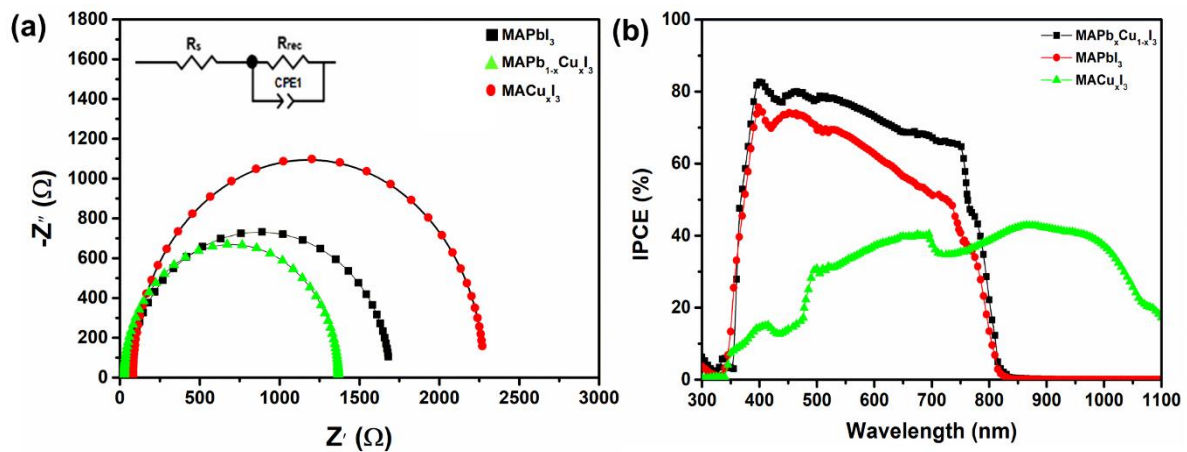 (a)
-Z″ (Ω)
1800
1600
1400
1200
1000
800
600
400
200
0
0 500 1000 1500 2000 2500 3000
Z′ (Ω)
R_s
R_rec
CPE1
MAPbI₃
MAPb₁₋ₓCuₓI₃
MACuₓI₃
(b)
IPCE (%)
100
80
60
40
20
0
300 400 500 600 700 800 900 1000 1100
Wavelength (nm)
MAPbₓCu₁₋ₓI₃
MAPbI₃
MACuₓI₃